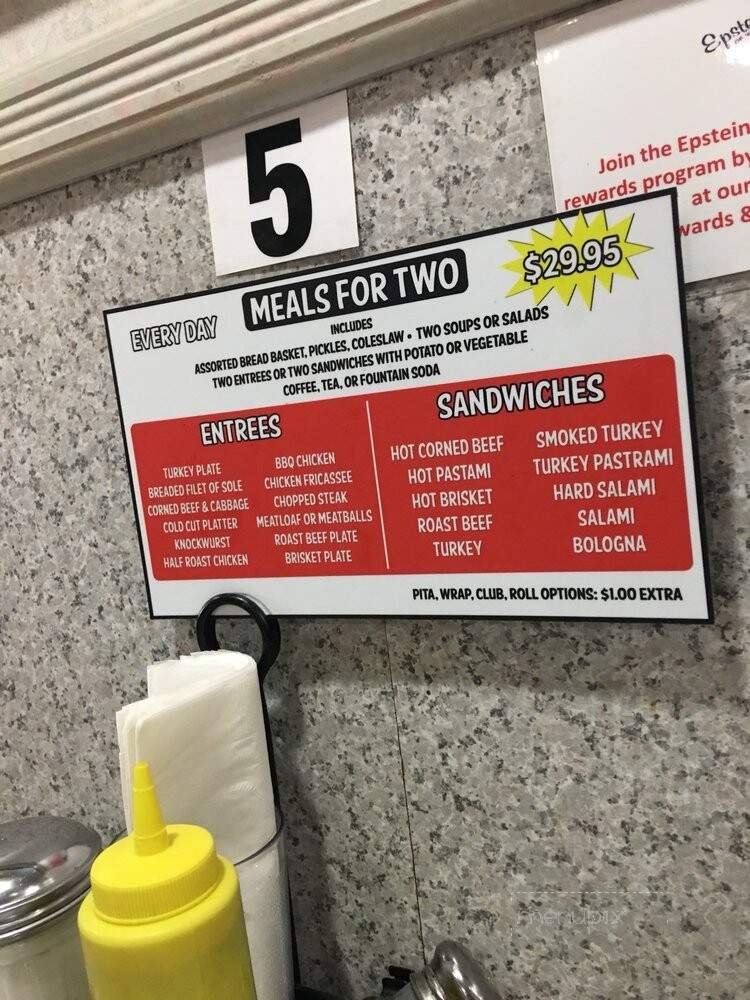 Epste
Join the Epstein
rewards program by
at our
wards &
5
EVERY DAY
MEALS FOR TWO
$29.95
INCLUDES
ASSORTED BREAD BASKET, PICKLES, COLESLAW • TWO SOUPS OR SALADS
TWO ENTREES OR TWO SANDWICHES WITH POTATO OR VEGETABLE
COFFEE, TEA, OR FOUNTAIN SODA
ENTREES
TURKEY PLATE
BREADED FILET OF SOLE
CORNED BEEF & CABBAGE
COLD CUT PLATTER
KNOCKWURST
HALF ROAST CHICKEN
BBQ CHICKEN
CHICKEN FRICASSEE
CHOPPED STEAK
MEATLOAF OR MEATBALLS
ROAST BEEF PLATE
BRISKET PLATE
SANDWICHES
HOT CORNED BEEF
HOT PASTAMI
HOT BRISKET
ROAST BEEF
TURKEY
SMOKED TURKEY
TURKEY PASTRAMI
HARD SALAMI
SALAMI
BOLOGNA
PITA, WRAP, CLUB, ROLL OPTIONS: $1.00 EXTRA
menupix